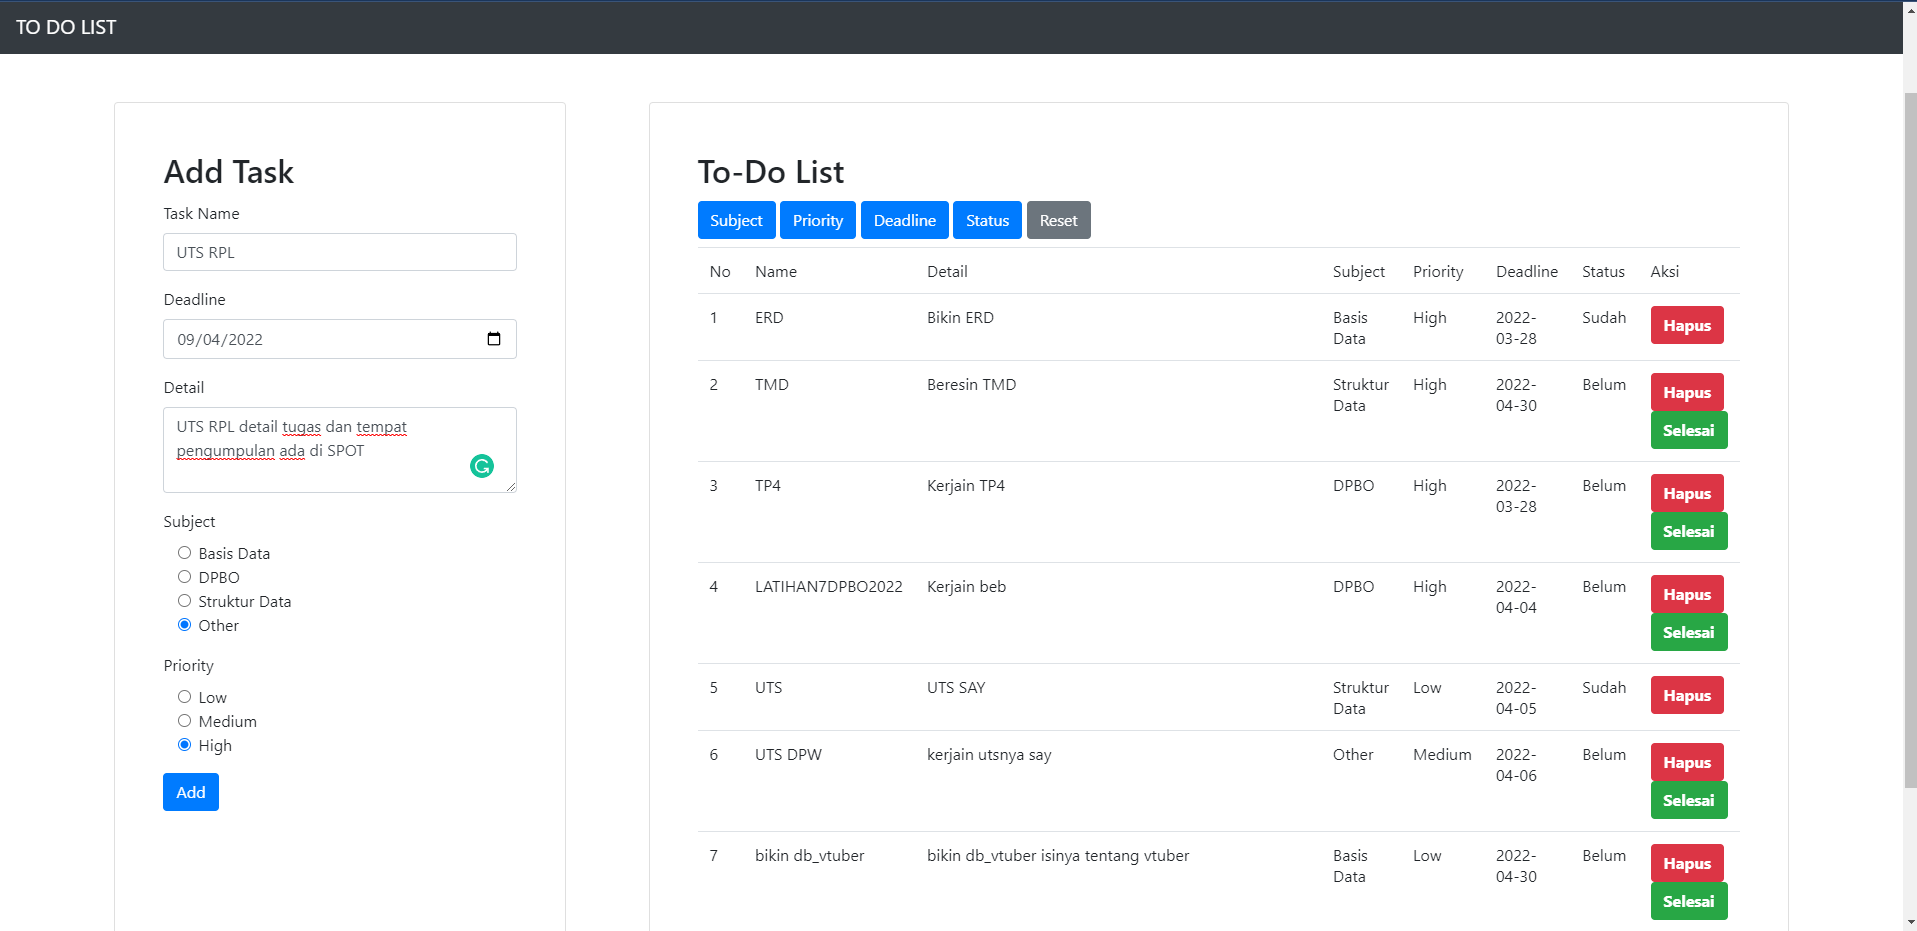 TO DO LIST
Add Task
Task Name
UTS RPL
Deadline
09/04/2022
Detail
UTS RPL detail tugas dan tempat
pengumpulan ada di SPOT
Subject
Basis Data
DPBO
Struktur Data
Other
Priority
Low
Medium
High
Add
To-Do List
Subject Priority Deadline Status Reset
No Name Detail Subject Priority Deadline Status Aksi
1 ERD Bikin ERD Basis High 2022- Sudah Hapus
Data 03-28
2 TMD Beresin TMD Struktur High 2022- Belum Hapus
Data 04-30
Selesai
3 TP4 Kerjain TP4 DPBO High 2022- Belum Hapus
03-28
Selesai
4 LATIHAN7DPBO2022 Kerjain beb DPBO High 2022- Belum Hapus
04-04
Selesai
5 UTS UTS SAY Struktur Low 2022- Sudah Hapus
Data 04-05
6 UTS DPW kerjain utsnya say Other Medium 2022- Belum Hapus
04-06
Selesai
7 bikin db_vtuber bikin db_vtuber isinya tentang vtuber Basis Low 2022- Belum Hapus
Data 04-30
Selesai